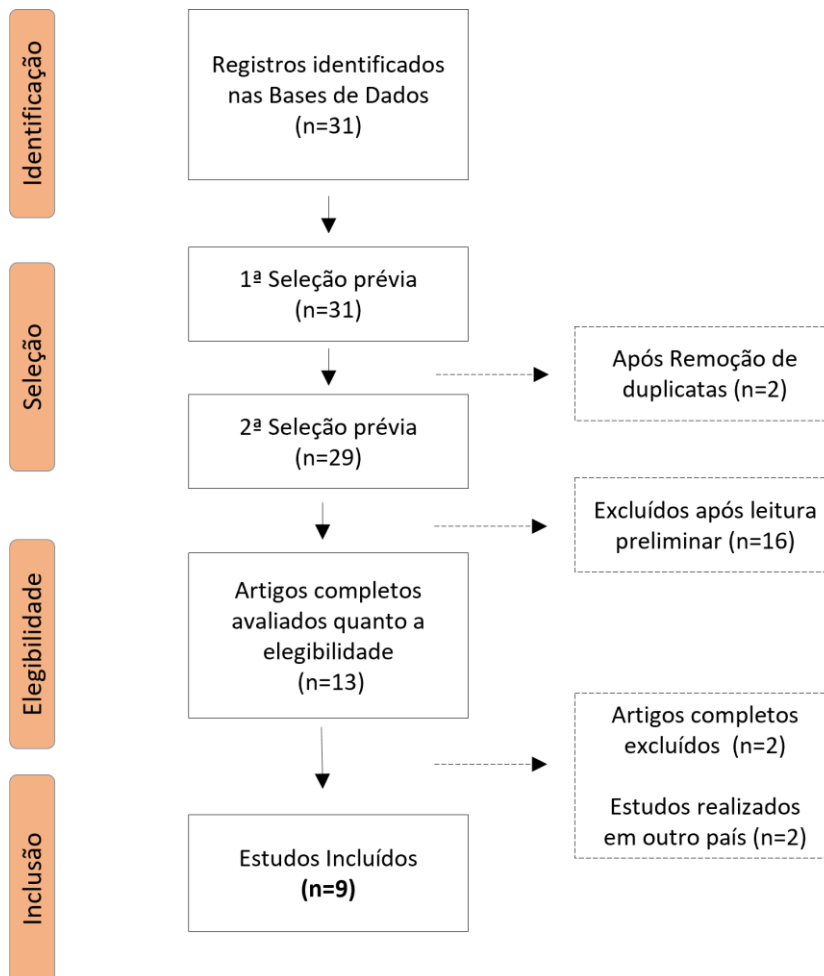 Identificação
Registros identificados
nas Bases de Dados
(n=31)
Seleção
1ª Seleção prévia
(n=31)
Após Remoção de
duplicatas (n=2)
2ª Seleção prévia
(n=29)
Excluídos após leitura
preliminar (n=16)
Elegibilidade
Artigos completos
avaliados quanto a
elegibilidade
(n=13)
Artigos completos
excluídos (n=2)
Estudos realizados
em outro país (n=2)
Inclusão
Estudos Incluídos
(n=9)